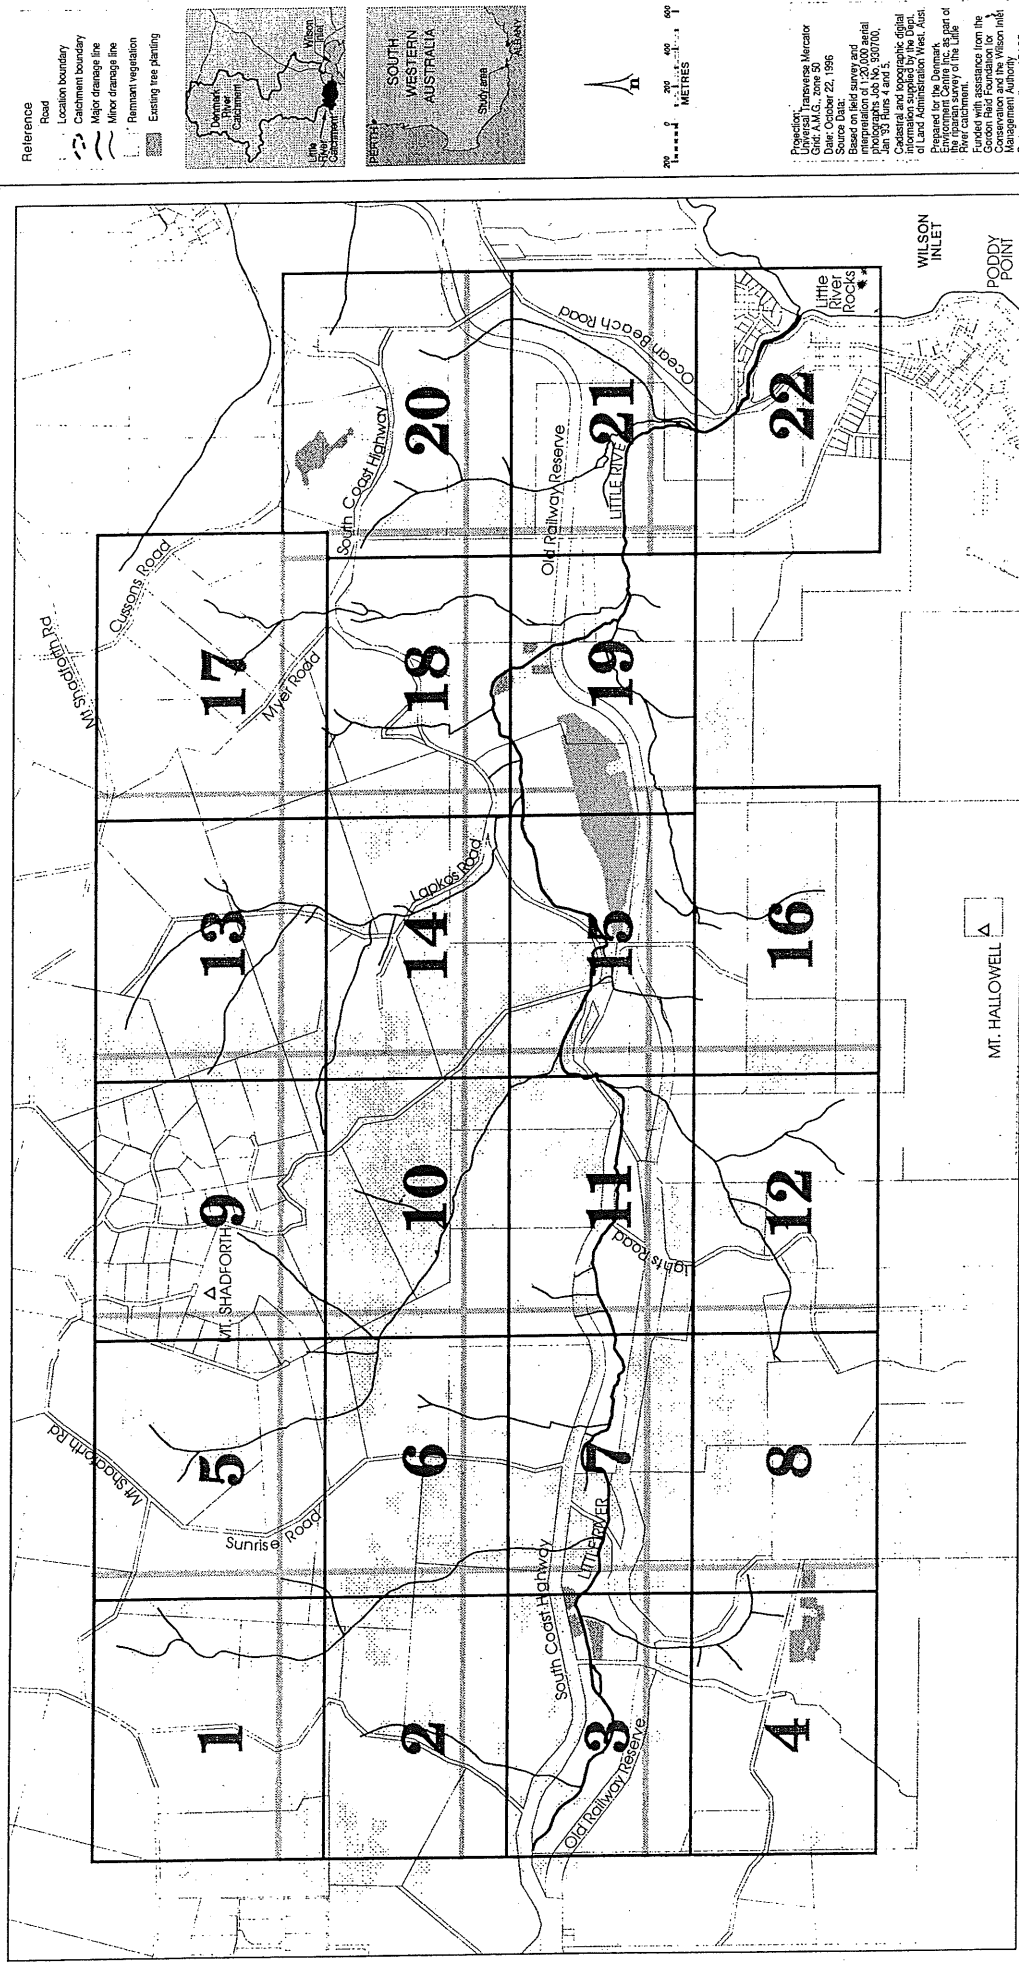 Reference
Road
Location boundary
Catchment boundary
Major drainage line
Minor drainage line
Remnant vegetation
Existing tree planting
Denmark
River
Catchment
Wilson
Inlet
Little
River
Catchment
PERTH
SOUTH
WESTERN
AUSTRALIA
Study area
ALBANY
n
200 0 200 400 600
METRES
Projection:
Universal Transverse Mercator
Grid: A.M.G., zone 50
Date: October 22, 1996
Source Data:
Based on field survey and
interpretation of 1:20,000 aerial
photographs Job No. 930700,
Jan '93 Runs 4 and 5.
Cadastral and topographic digital
information supplied by the Dept.
of Land Administration West. Aust.
Prepared for the Denmark
Environment Centre Inc. as part of
the riparian survey of the Little
River catchment.
Funded with assistance from the
Gordon Reid Foundation for
Conservation and the Wilson Inlet
Management Authority
1
2
3
4
5
6
7
8
9
10
11
12
13
14
15
16
17
18
19
20
21
22
Mt Shadforth Rd
Sunrise Road
South Coast Highway
LITTLE RIVER
Old Railway Reserve
MT. SHADFORTH
ights Road
Lapkos Road
Mt Shadforth Rd
Cussons Road
Myer Road
South Coast Highway
Old Railway Reserve
LITTLE RIVE
Ocean Beach Road
Little
River
Rocks
WILSON
INLET
PODDY
POINT
MT. HALLOWELL